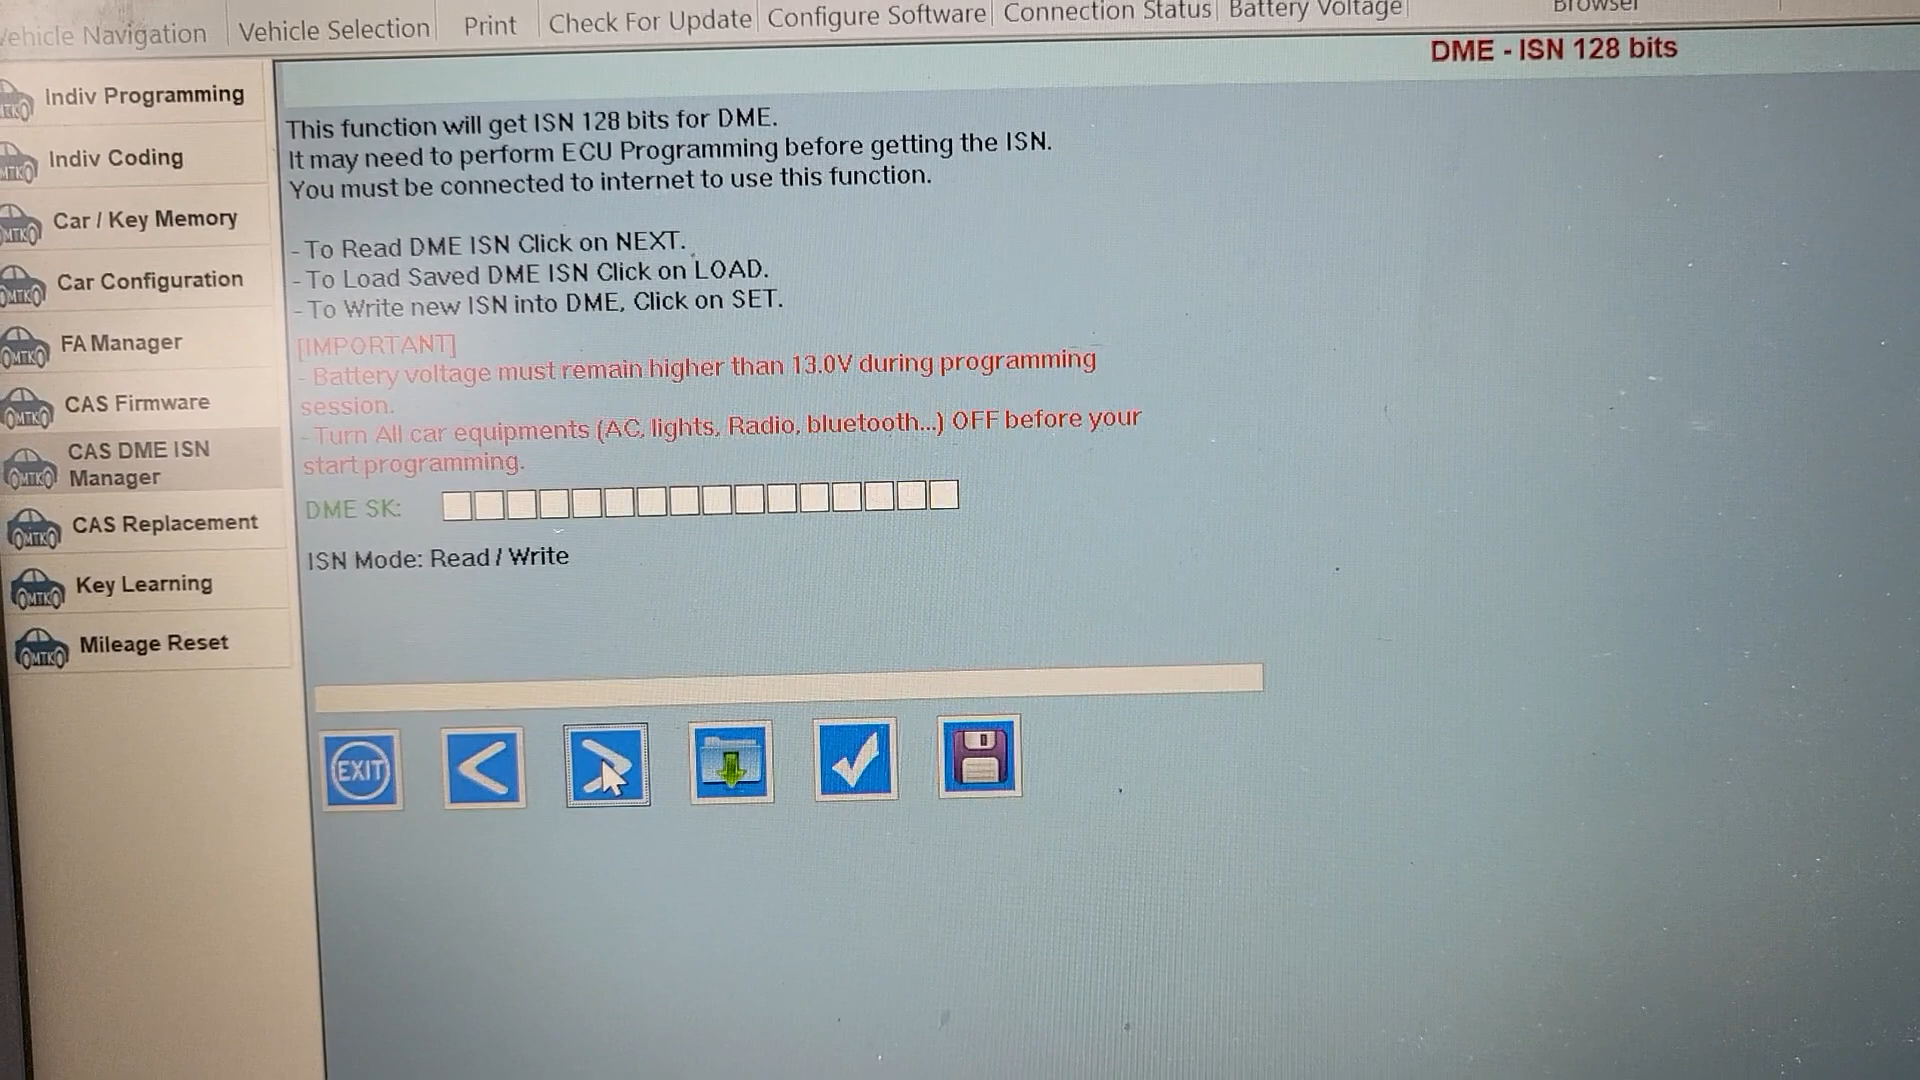 Vehicle Navigation
Vehicle Selection
Print
Check For Update
Configure Software
Connection Status
Battery Voltage
Browser
DME - ISN 128 bits
Indiv Programming
Indiv Coding
Car / Key Memory
Car Configuration
FA Manager
CAS Firmware
CAS DME ISN
Manager
CAS Replacement
Key Learning
Mileage Reset
This function will get ISN 128 bits for DME.
It may need to perform ECU Programming before getting the ISN.
You must be connected to internet to use this function.
- To Read DME ISN Click on NEXT.
- To Load Saved DME ISN Click on LOAD.
- To Write new ISN into DME, Click on SET.
[IMPORTANT]
- Battery voltage must remain higher than 13.0V during programming
session.
- Turn All car equipments (AC, lights, Radio, bluetooth...) OFF before your
start programming.
DME SK:
ISN Mode: Read / Write
EXIT